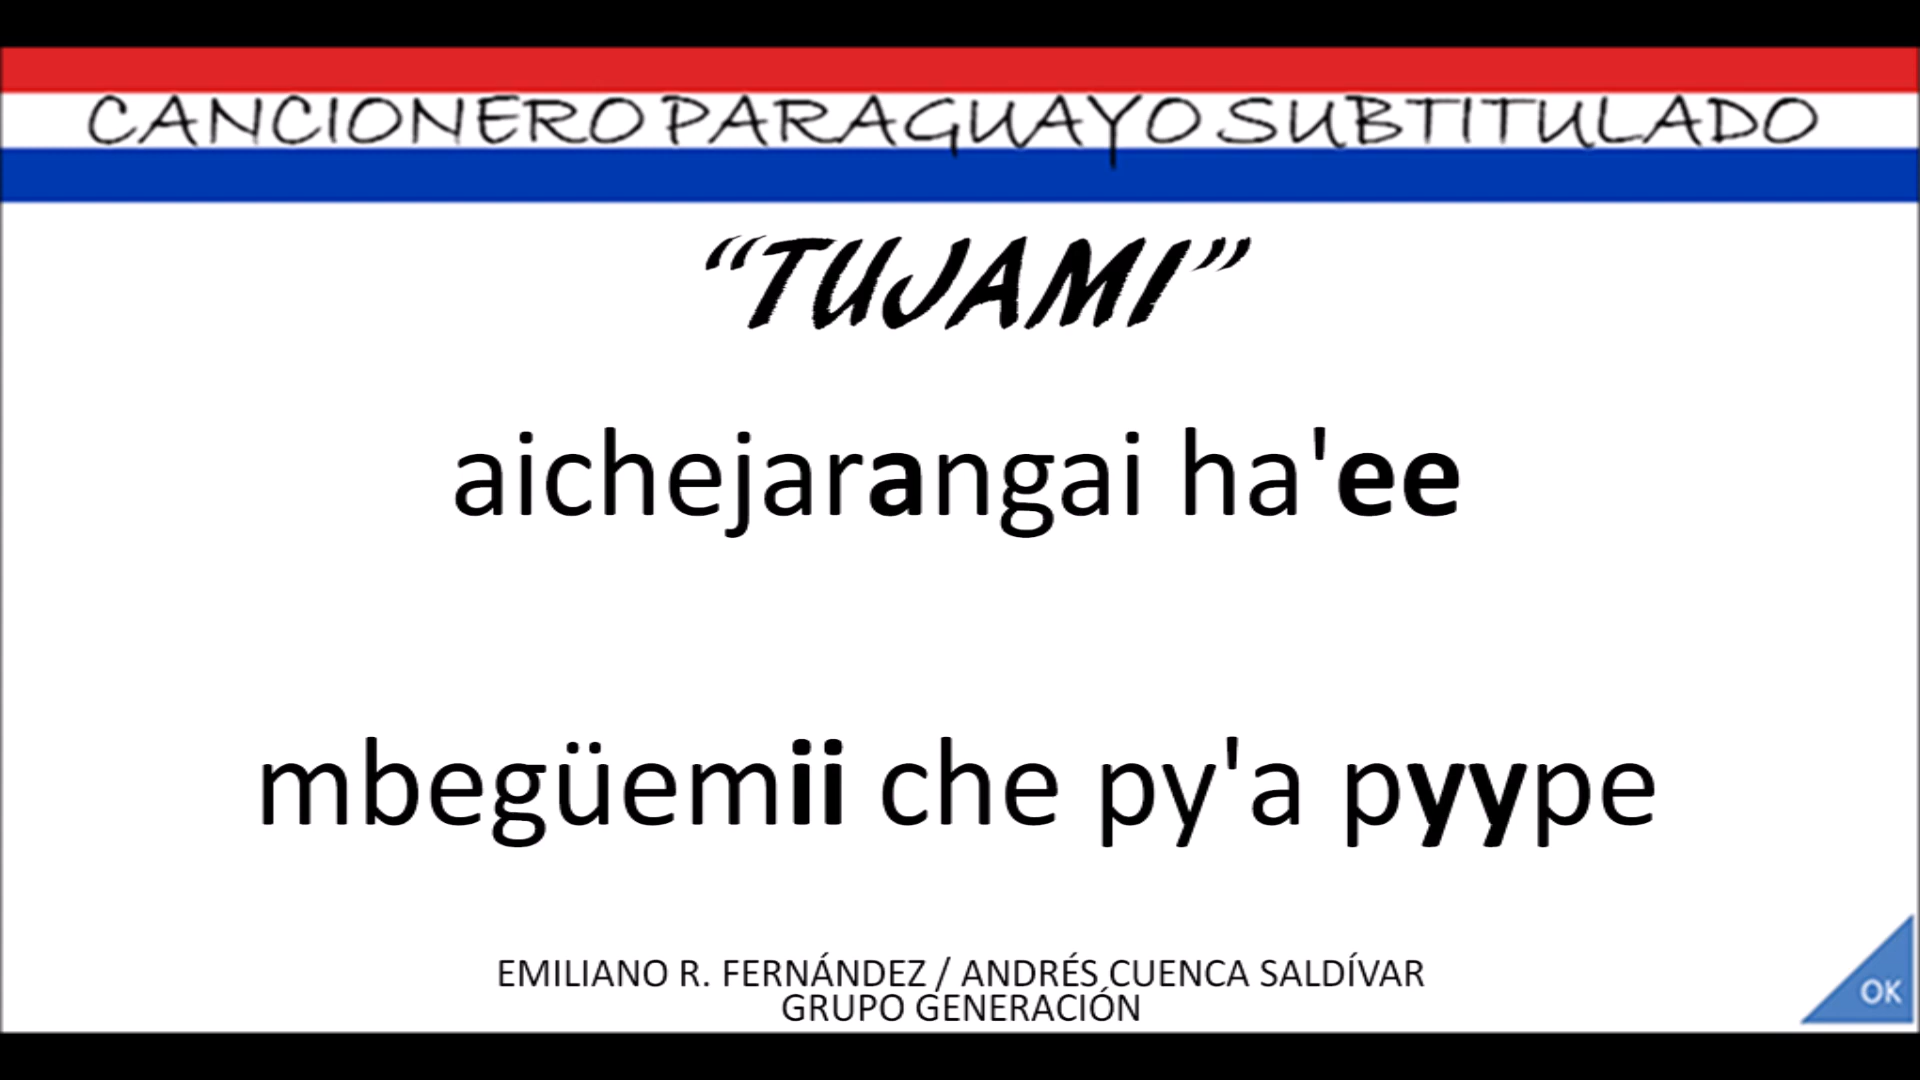 CANCIONERO PARAGUAYO SUBTITULADO
“TUJAMI”
aichejarangai ha'ee
mbegüemii che py'a pyype
EMILIANO R. FERNÁNDEZ / ANDRÉS CUENCA SALDÍVAR
GRUPO GENERACIÓN
OK